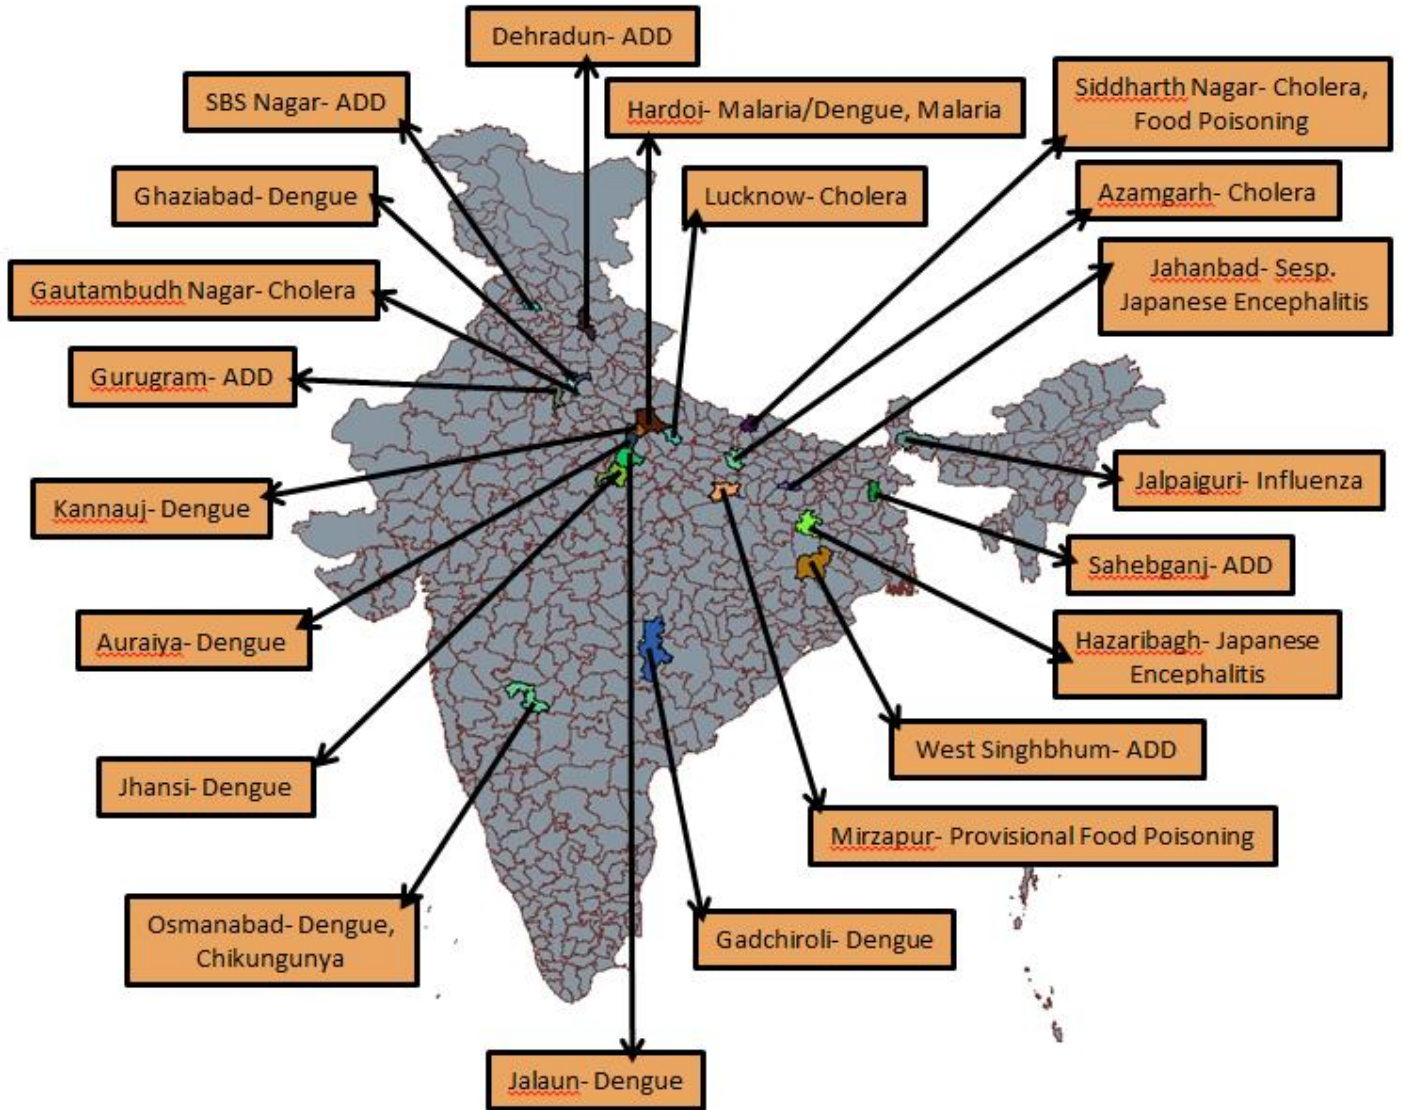 Dehradun- ADD
SBS Nagar- ADD
Hardoi- Malaria/Dengue, Malaria
Siddharth Nagar- Cholera,
Food Poisoning
Ghaziabad- Dengue
Lucknow- Cholera
Azamgarh- Cholera
Gautambudh Nagar- Cholera
Jahanbad- Sesp.
Japanese Encephalitis
Gurugram- ADD
Jalpaiguri- Influenza
Kannauj- Dengue
Sahebganj- ADD
Auraiya- Dengue
Hazaribagh- Japanese
Encephalitis
West Singhbhum- ADD
Jhansi- Dengue
Mirzapur- Provisional Food Poisoning
Osmanabad- Dengue,
Chikungunya
Gadchiroli- Dengue
Jalaun- Dengue